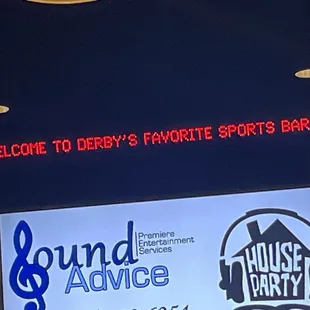 ELCOME TO DERBY'S FAVORITE SPORTS BAR
Sound
Advice
Premiere
Entertainment
Services
HOUSE
PARTY